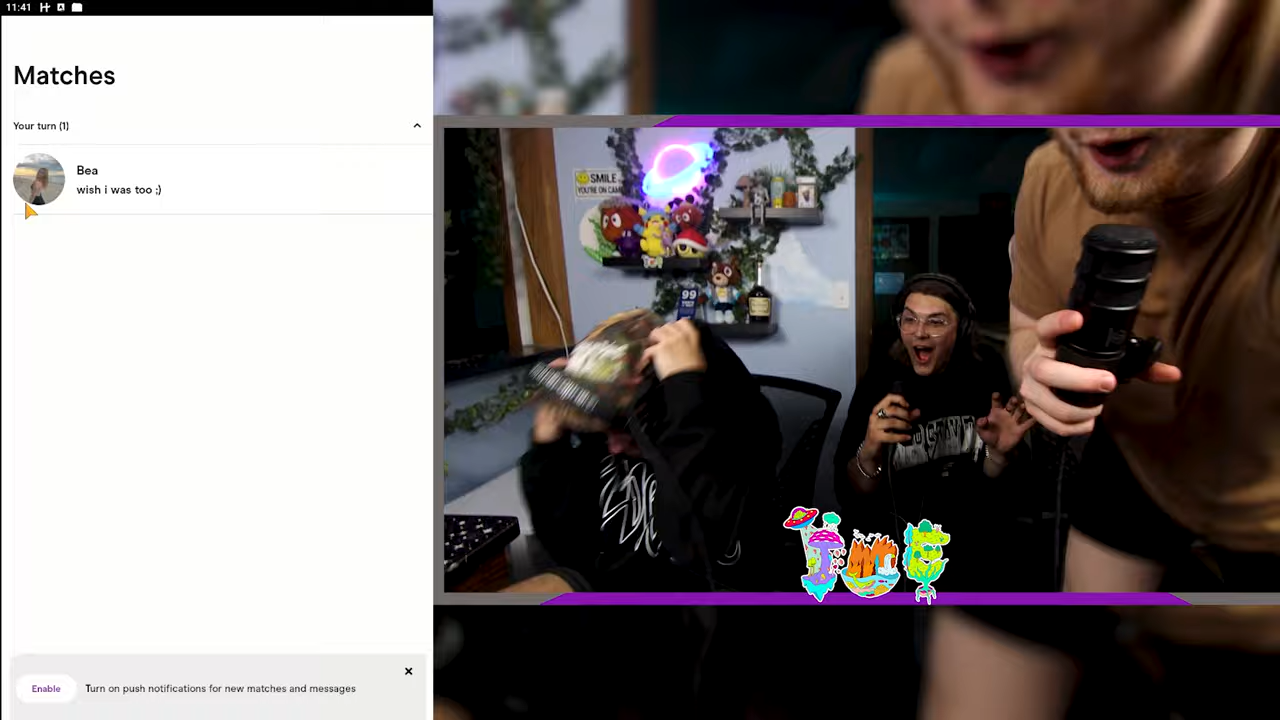 11:41
Matches
Your turn (1)
Bea
wish i was too ;)
Enable
Turn on push notifications for new matches and messages
SMILE
YOU'RE ON CAM
99